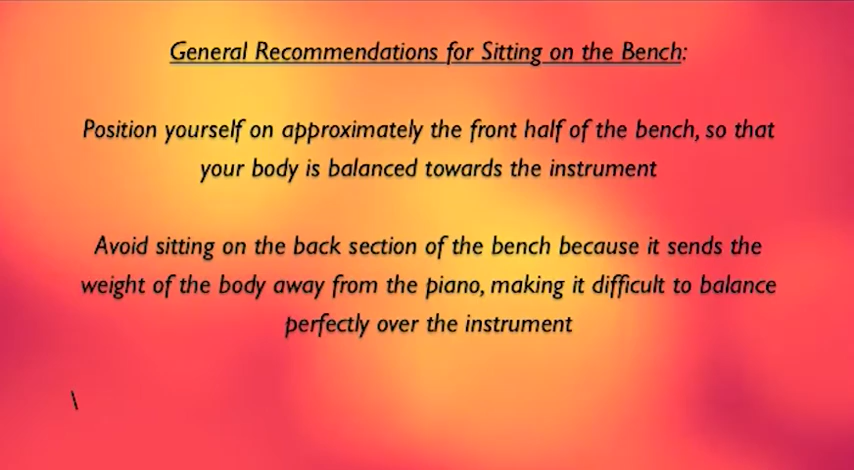 General Recommendations for Sitting on the Bench:
Position yourself on approximately the front half of the bench, so that
your body is balanced towards the instrument
Avoid sitting on the back section of the bench because it sends the
weight of the body away from the piano, making it difficult to balance
perfectly over the instrument
\